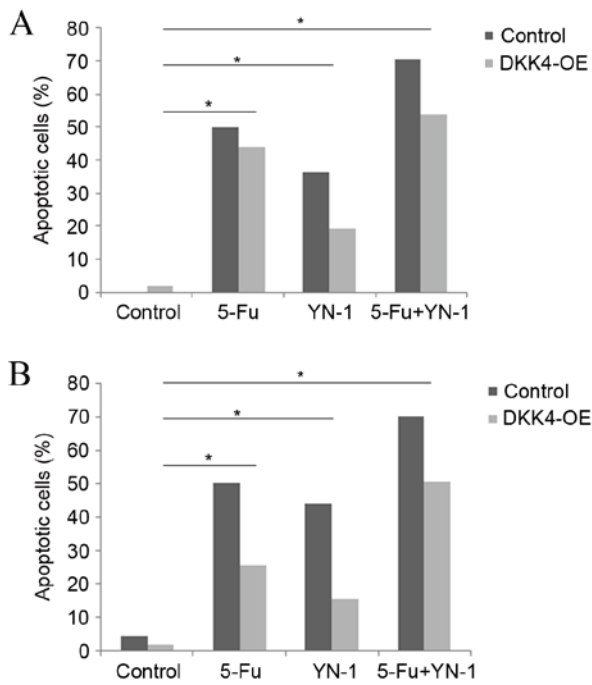 A
*
*
*
Control
DKK4-OE
Apoptotic cells (%)
80
70
60
50
40
30
20
10
0
Control 5-Fu YN-1 5-Fu+YN-1
B
*
*
*
Control
DKK4-OE
Apoptotic cells (%)
80
70
60
50
40
30
20
10
0
Control 5-Fu YN-1 5-Fu+YN-1